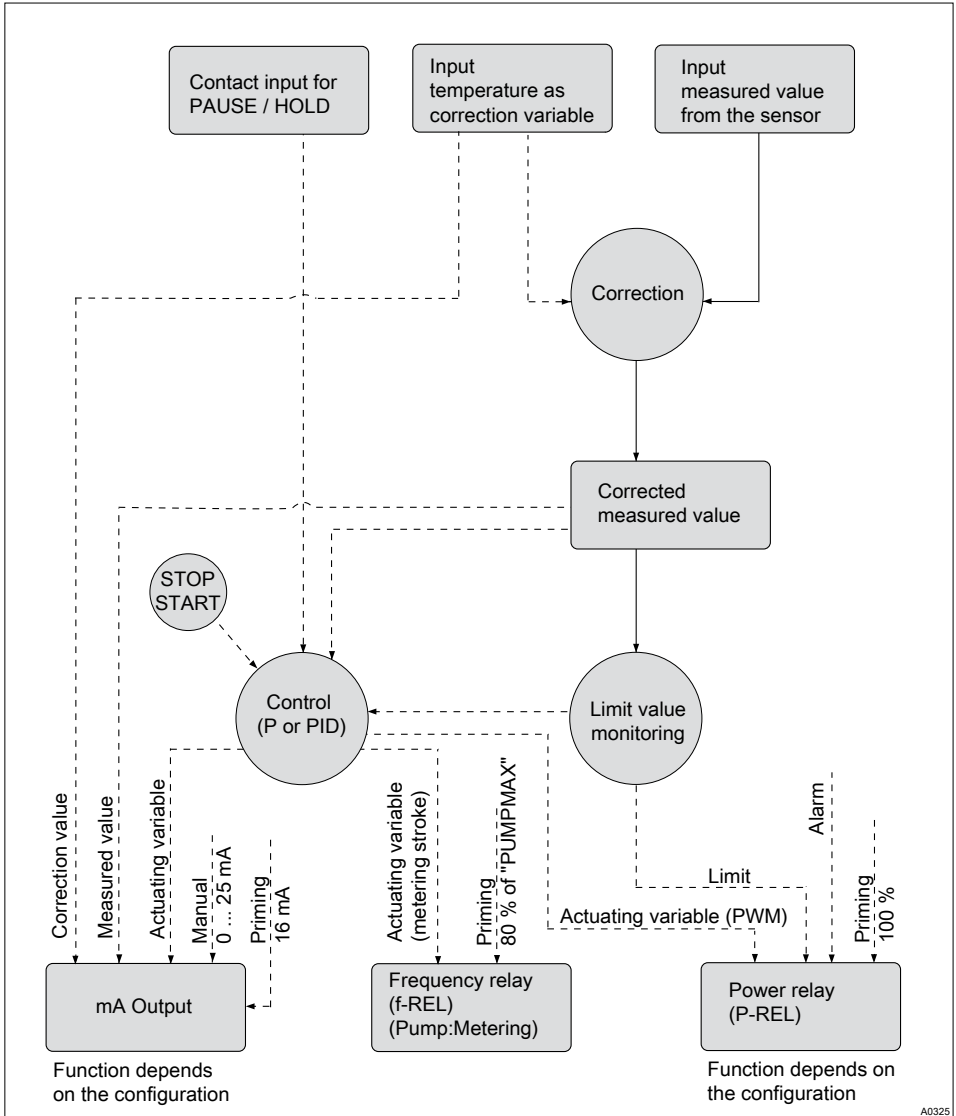 Contact input for
PAUSE / HOLD
Input
temperature as
correction variable
Input
measured value
from the sensor
Correction
Corrected
measured value
STOP
START
Control
(P or PID)
Limit value
monitoring
Correction value
Measured value
Actuating variable
Manual
0 ... 25 mA
Priming
16 mA
Actuating variable
(metering stroke)
Priming
80 % of "PUMPMAX"
Actuating variable (PWM)
Limit
Alarm
Priming
100 %
mA Output
Frequency relay
(f-REL)
(Pump:Metering)
Power relay
(P-REL)
Function depends
on the configuration
Function depends on
the configuration
A0325